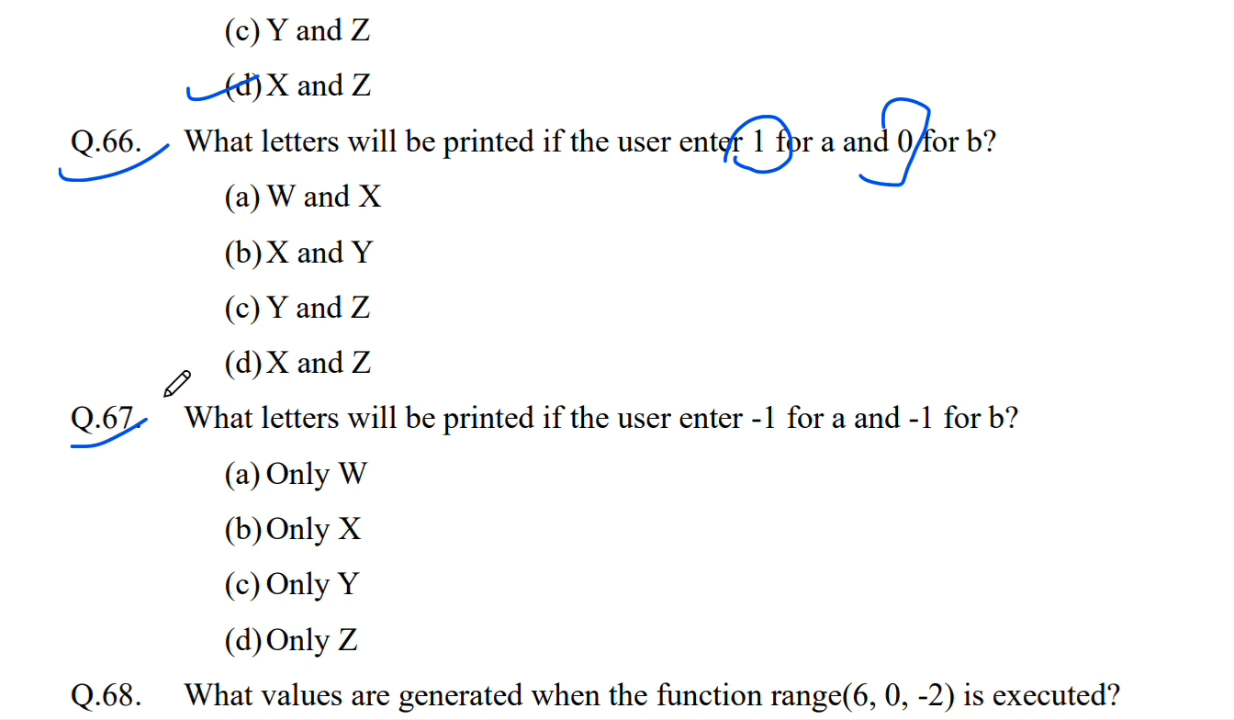 (c) Y and Z
(d) X and Z
Q.66. What letters will be printed if the user enter 1 for a and 0 for b?
(a) W and X
(b) X and Y
(c) Y and Z
(d) X and Z
Q.67. What letters will be printed if the user enter -1 for a and -1 for b?
(a) Only W
(b) Only X
(c) Only Y
(d) Only Z
Q.68. What values are generated when the function range(6, 0, -2) is executed?